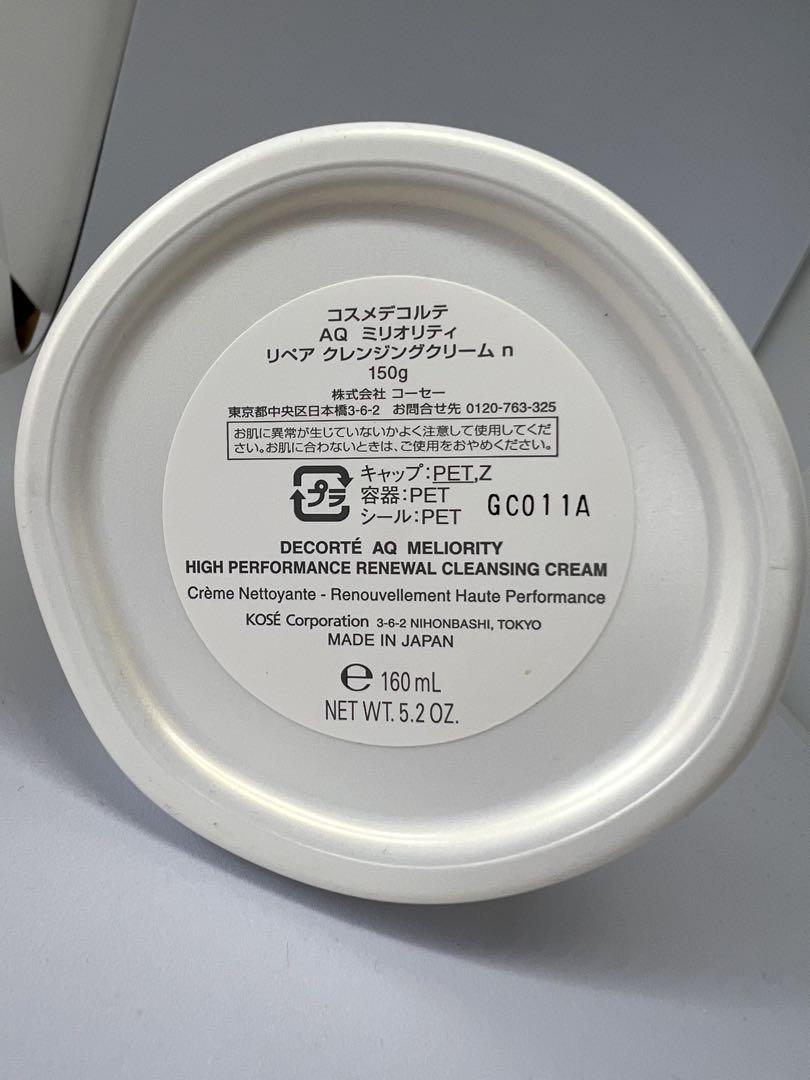 コスメデコルテ
AQ ミリオリティ
リペア クレンジングクリーム n
150g
株式会社 コーセー
東京都中央区日本橋3-6-2 お問合せ先 0120-763-325
お肌に異常が生じていないかよく注意して使用してくだ
さい。お肌に合わないときは、ご使用をおやめください。
プラ
キャップ:PET,Z
容器:PET
シール:PET
GC011A
DECORTÉ AQ MELIORITY
HIGH PERFORMANCE RENEWAL CLEANSING CREAM
Crème Nettoyante - Renouvellement Haute Performance
KOSÉ Corporation 3-6-2 NIHONBASHI, TOKYO
MADE IN JAPAN
℮ 160 mL
NET WT. 5.2 OZ.